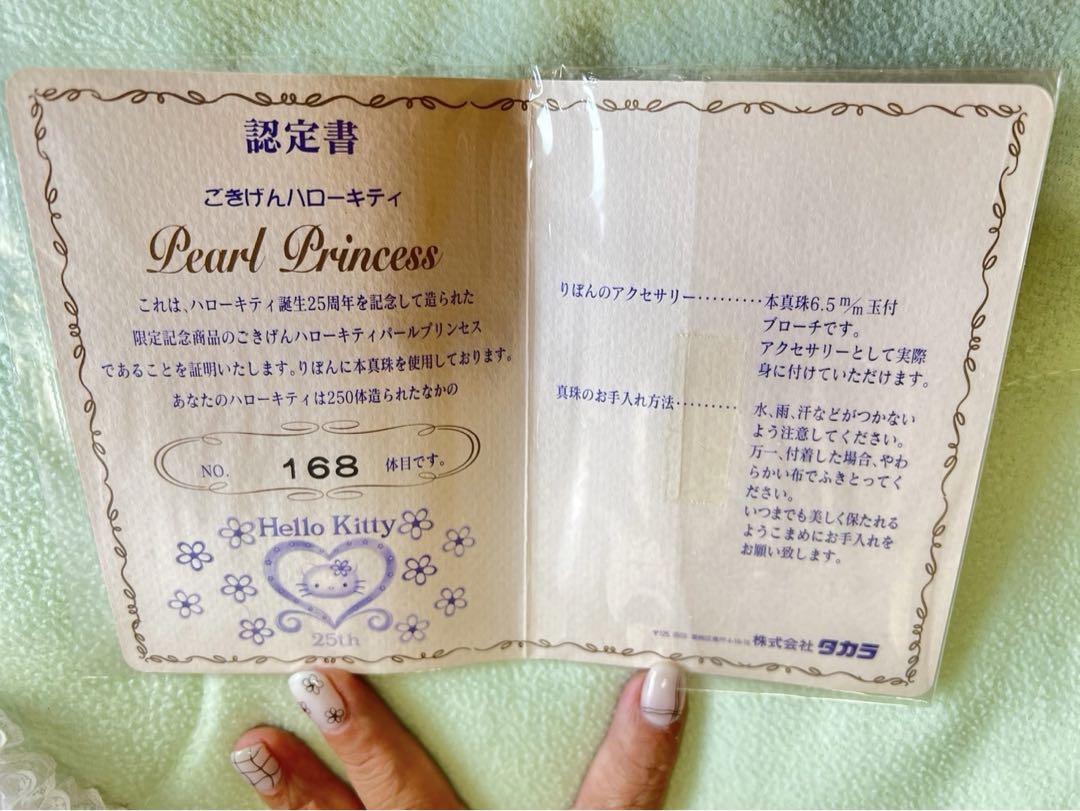 認定書
ごきげんハローキティ
Pearl Princess
これは、ハローキティ誕生25周年を記念して造られた
限定記念商品のごきげんハローキティパールプリンセス
であることを証明いたします。りぼんに本真珠を使用しております。
あなたのハローキティは250体造られたなかの
NO. 168 体目です。
Hello Kitty
25th
りぼんのアクセサリー・・・・・・・・・本真珠6.5m/m玉付
ブローチです。
アクセサリーとして実際
身に付けていただけます。
真珠のお手入れ方法・・・・・・・・・水、雨、汗などがつかない
よう注意してください。
万一、付着した場合、やわ
らかい布でふきとってく
ださい。
いつまでも美しく保たれる
ようこまめにお手入れを
お願い致します。
株式会社タカラ